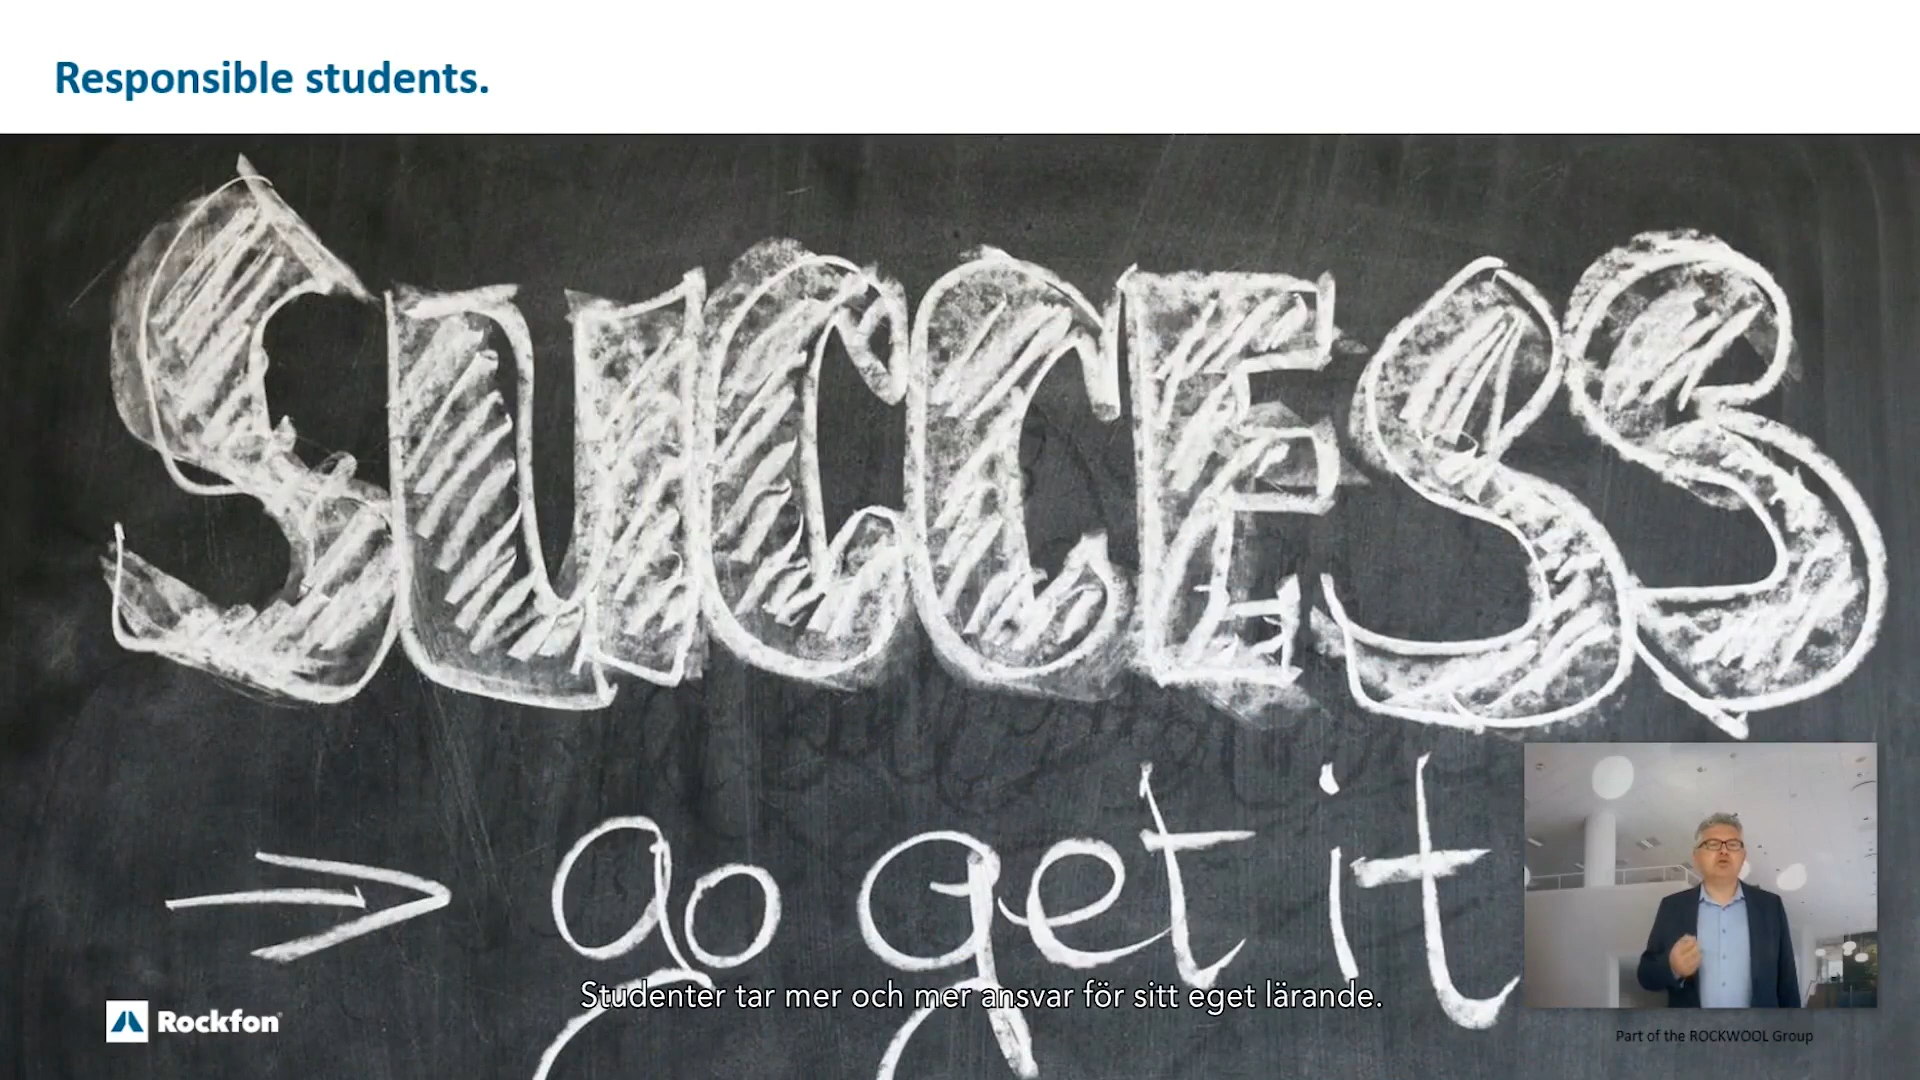 Responsible students.
SUCCESS
go get it
Studenter tar mer och mer ansvar för sitt eget lärande.
Rockfon
Part of the ROCKWOOL Group